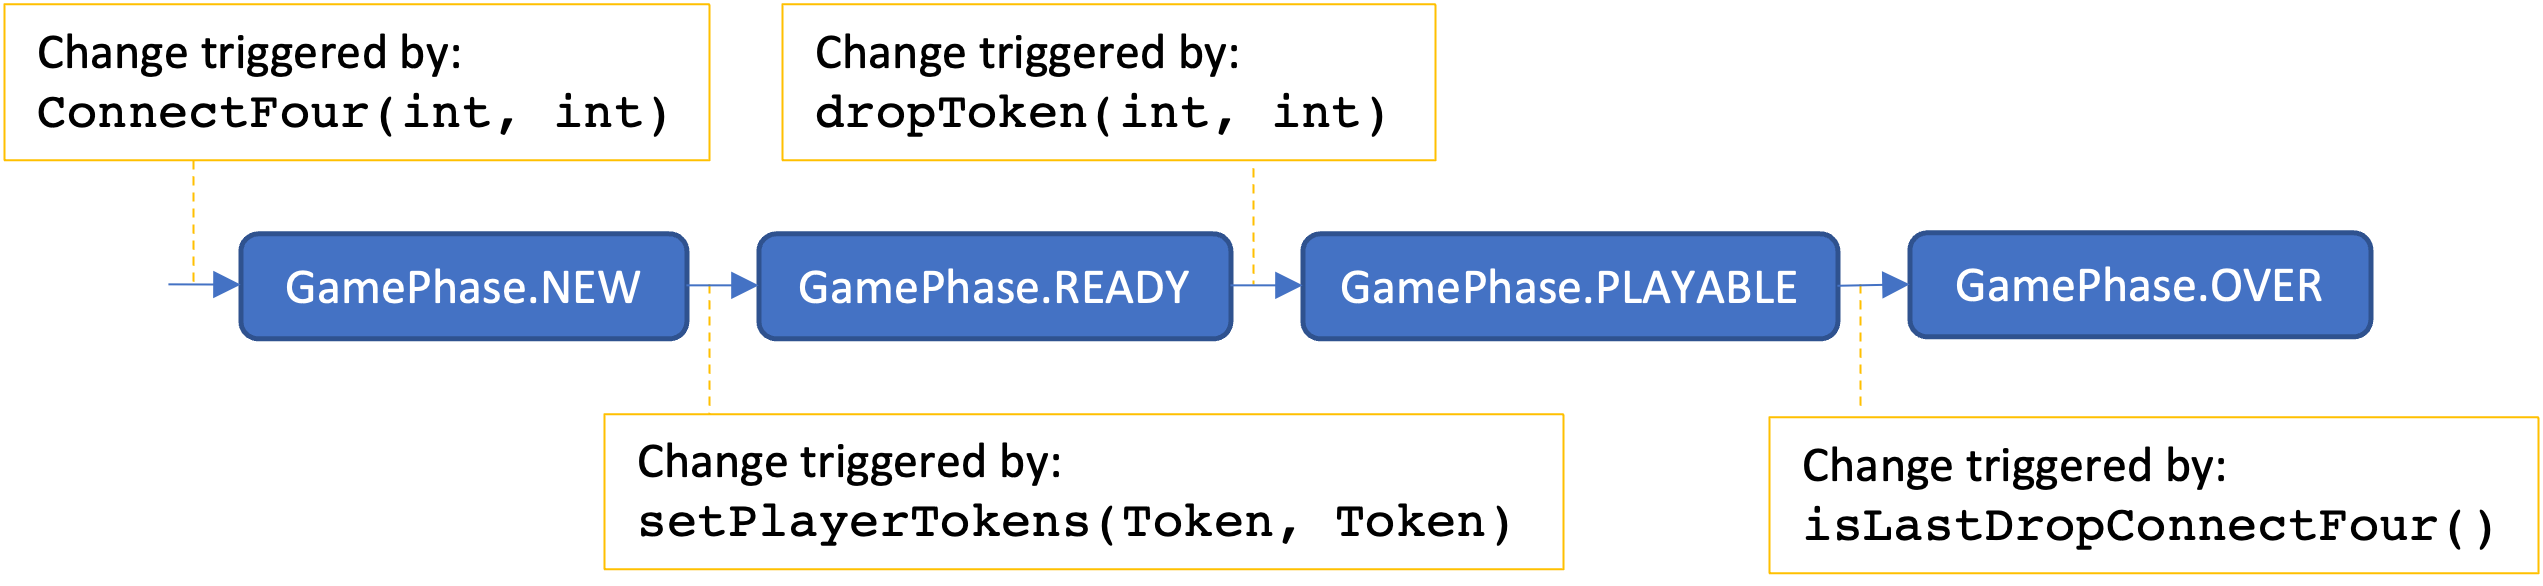 Change triggered by:
ConnectFour(int, int)
Change triggered by:
dropToken(int, int)
GamePhase.NEW
GamePhase.READY
GamePhase.PLAYABLE
GamePhase.OVER
Change triggered by:
setPlayerTokens(Token, Token)
Change triggered by:
isLastDropConnectFour()